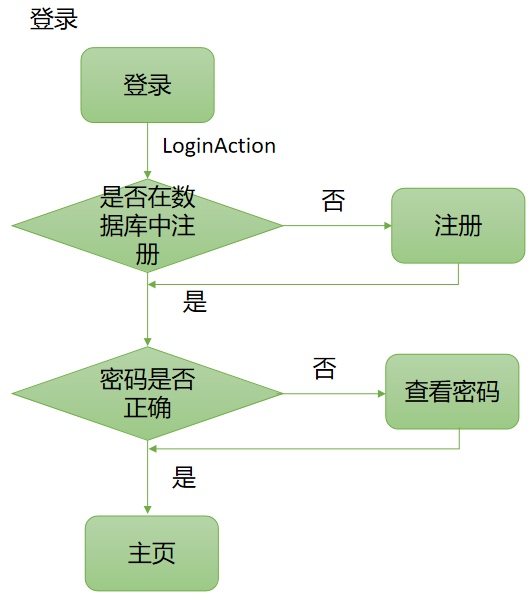 登录
登录
LoginAction
是否在数
据库中注
册
否
注册
是
密码是否
正确
否
查看密码
是
主页